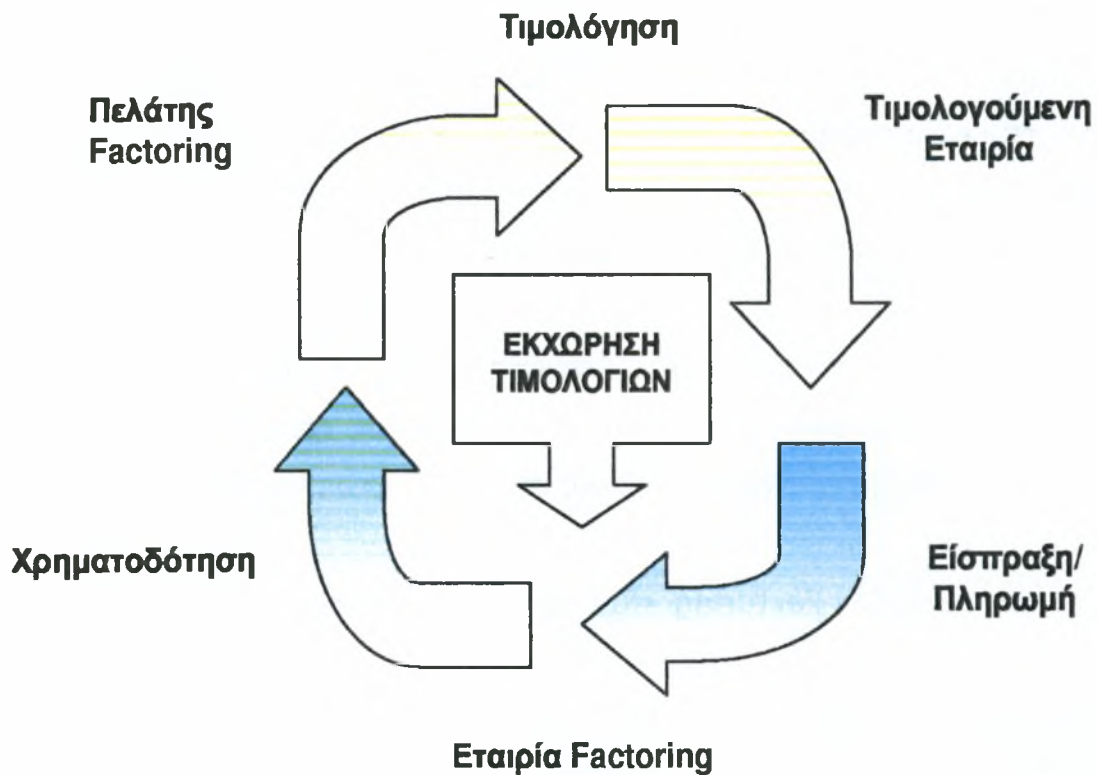 Τιμολόγηση
Πελάτης
Factoring
Τιμολογούμενη
Εταιρία
ΕΚΧΩΡΗΣΗ
ΤΙΜΟΛΟΓΙΩΝ
Χρηματοδότηση
Είσπραξη/
Πληρωμή
Εταιρία Factoring